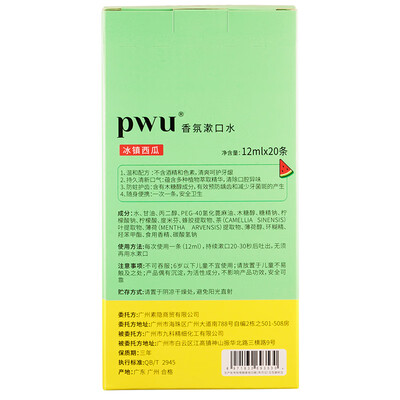 pwu®
香氛漱口水
冰镇西瓜
净含量:12mlx20条
1. 温和配方:不含酒精和色素,清爽呵护牙龈
2. 持久清新口气:蕴含多种植物萃取精华,清除口腔异味
3. 防蛀护齿:含有木糖醇成分,有效预防龋齿和减少牙菌斑的产生
4. 随身便携:一次一条,安全卫生
成分:水、甘油、丙二醇、PEG-40氢化蓖麻油、木糖醇、糖精钠、柠
檬酸钠、柠檬酸、度米芬、蜂胶提取物、茶 (CAMELLIA SINENSIS)
叶提取物、薄荷 (MENTHA ARVENSIS) 提取物、薄荷醇、环糊精、
羟苯甲酯、食用香精、碳酸氢钠
使用方法:每次使用一条(12ml),持续漱口20-30秒后吐出,无须
再用水漱口
注意事项:不可吞服;6岁以下儿童不宜使用;请放置于儿童不易
触及之处;产品偶有沉淀,为活性成分,不影响产品功效,安全可
靠
贮存方式:请置于阴凉干燥处,避免阳光直射
委托方:广州素隐商贸有限公司
地址:广州市海珠区广州大道南788号自编2栋之501-508房
被委托方:广州市九科精细化工有限公司
被委托方地址:广州市白云区江高镇神山振华北路三横路9号
保质期:三年
执行标准:QB/T 2945
产地:广东 广州 合格